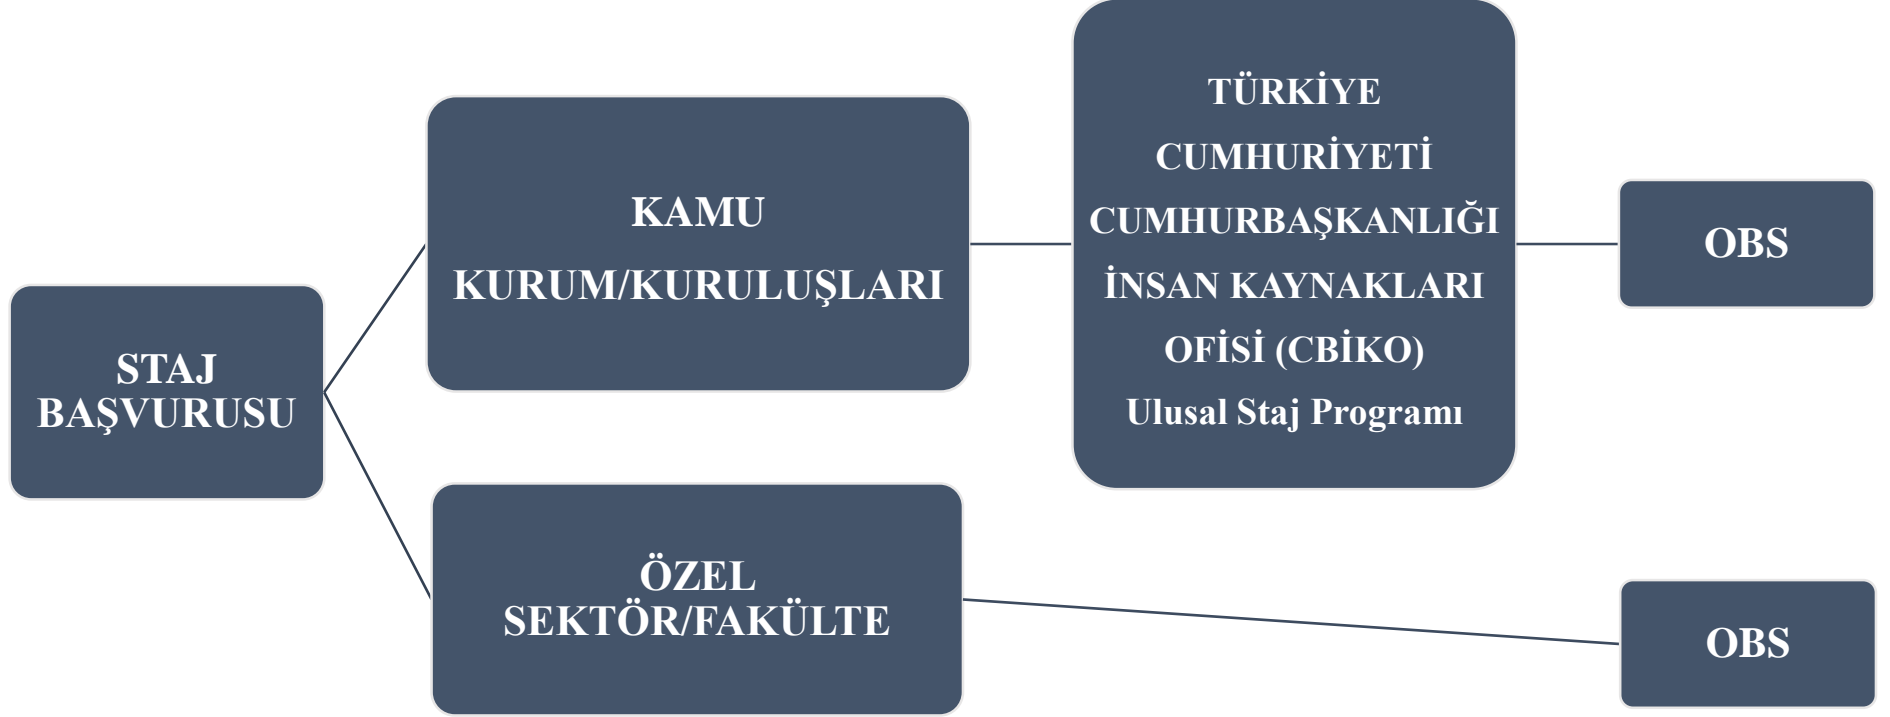 STAJ
BAŞVURUSU
KAMU
KURUM/KURULUŞLARI
TÜRKİYE
CUMHURİYETİ
CUMHURBAŞKANLIĞI
İNSAN KAYNAKLARI
OFİSİ (CBİKO)
Ulusal Staj Programı
OBS
ÖZEL
SEKTÖR/FAKÜLTE
OBS